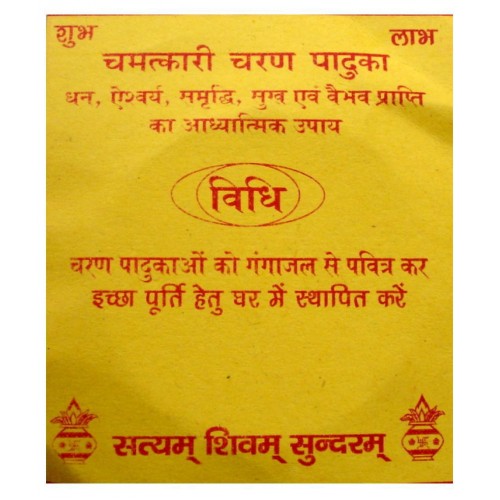 शुभ लाभ
चमत्कारी चरण पादुका
धन, ऐश्वर्य, समृद्धि, सुख एवं वैभव प्राप्ति
का आध्यात्मिक उपाय
विधि
चरण पादुकाओं को गंगाजल से पवित्र कर
इच्छा पूर्ति हेतु घर में स्थापित करें
सत्यम् शिवम् सुन्दरम्